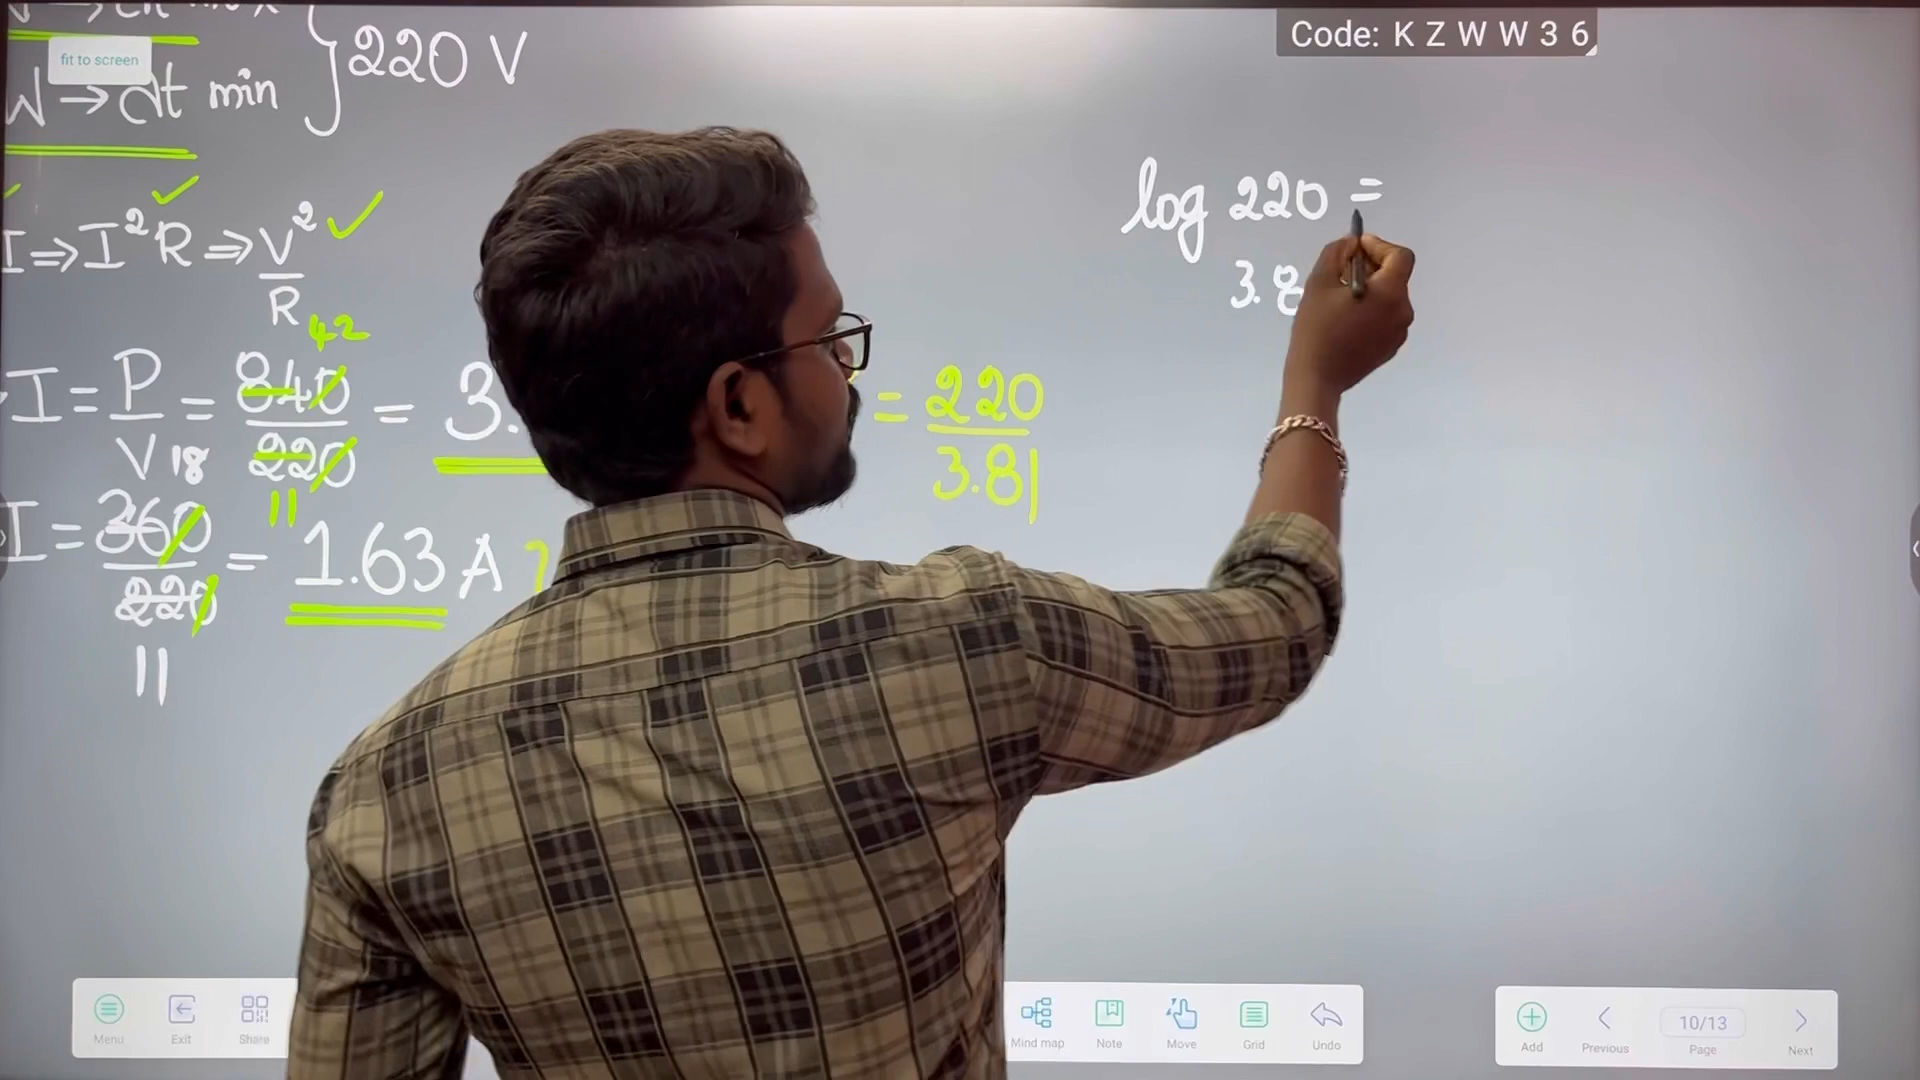 Code: K Z W W 3 6
fit to screen
W → at min } 220 V
I ⇒ I²R ⇒ V²/R
I = P/V = 840/220 = 3.
42
11
18
I = 360/220 = 1.63 A
11
= 220/3.81
log 220 =
3.8
Menu Exit Share Mind map Note Move Grid Undo
Add Previous 10/13 Page Next